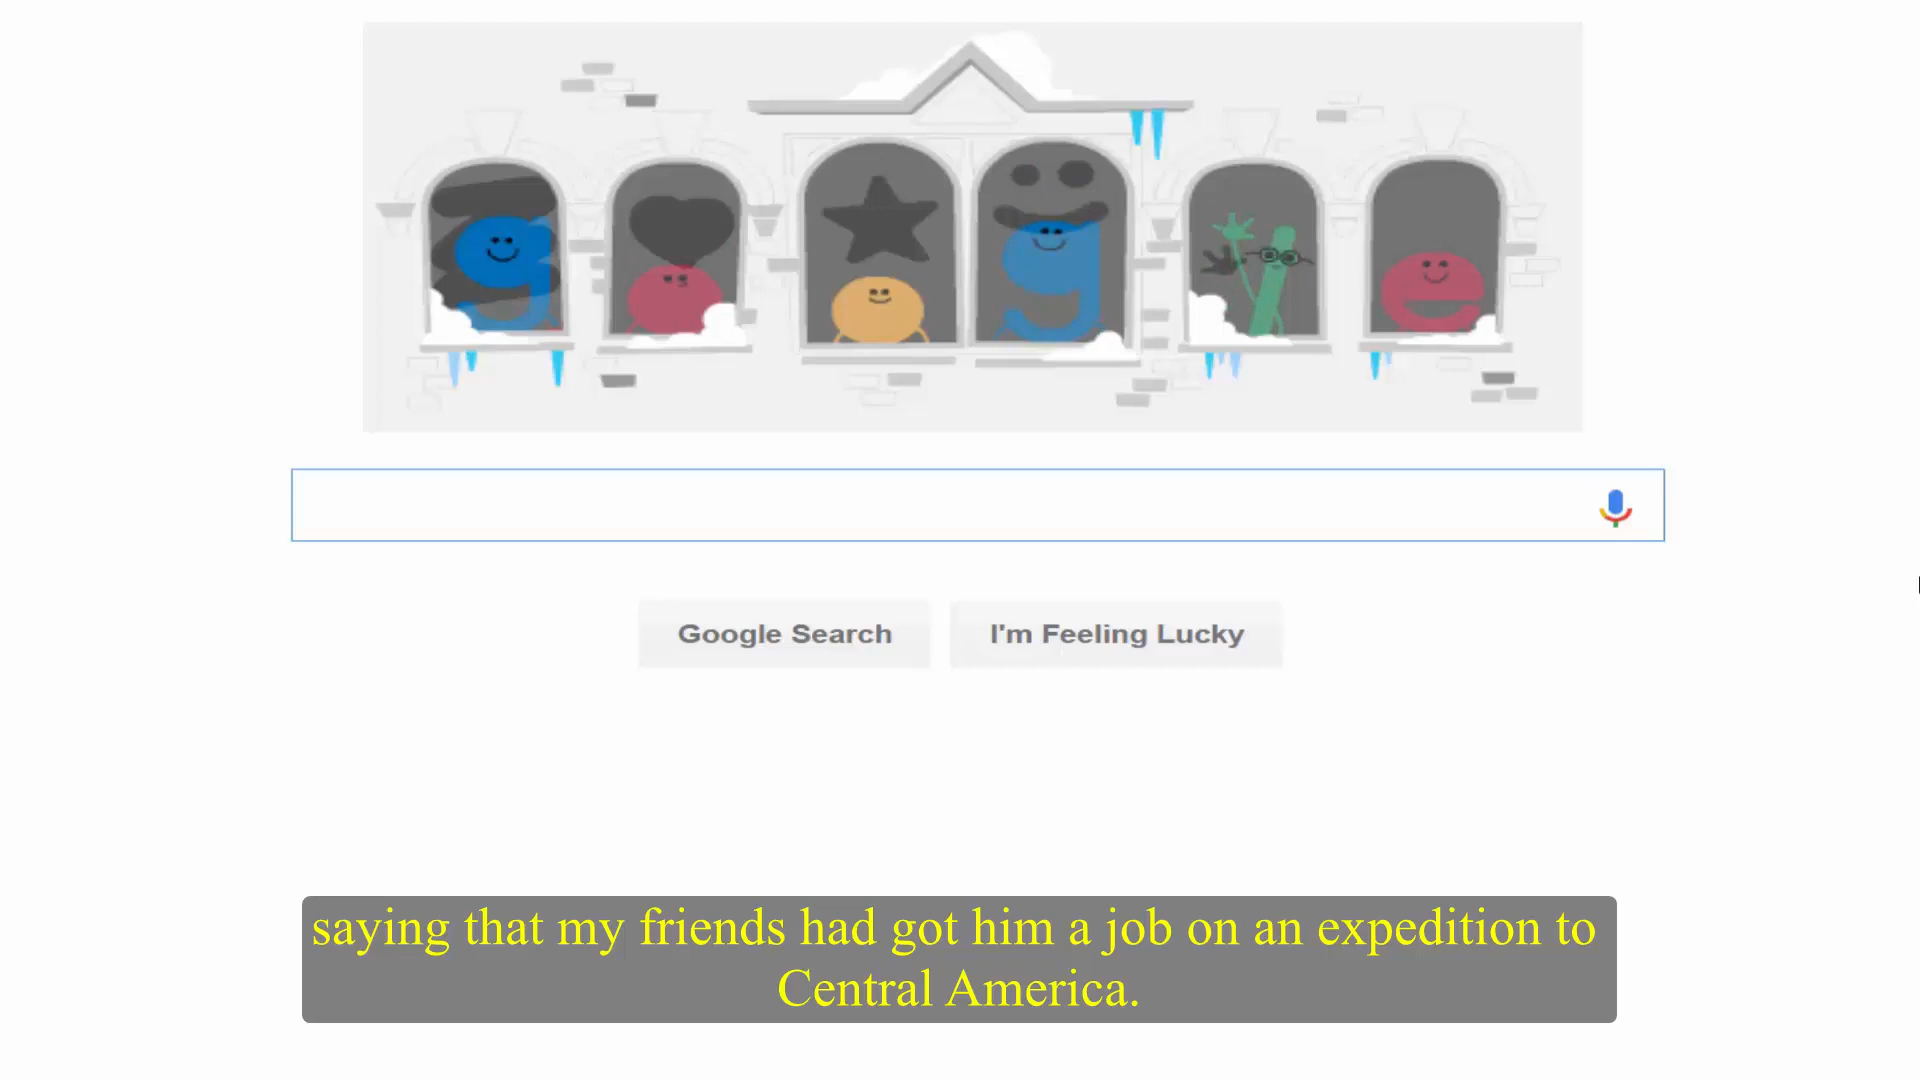 Google Search
I'm Feeling Lucky
saying that my friends had got him a job on an expedition to
Central America.